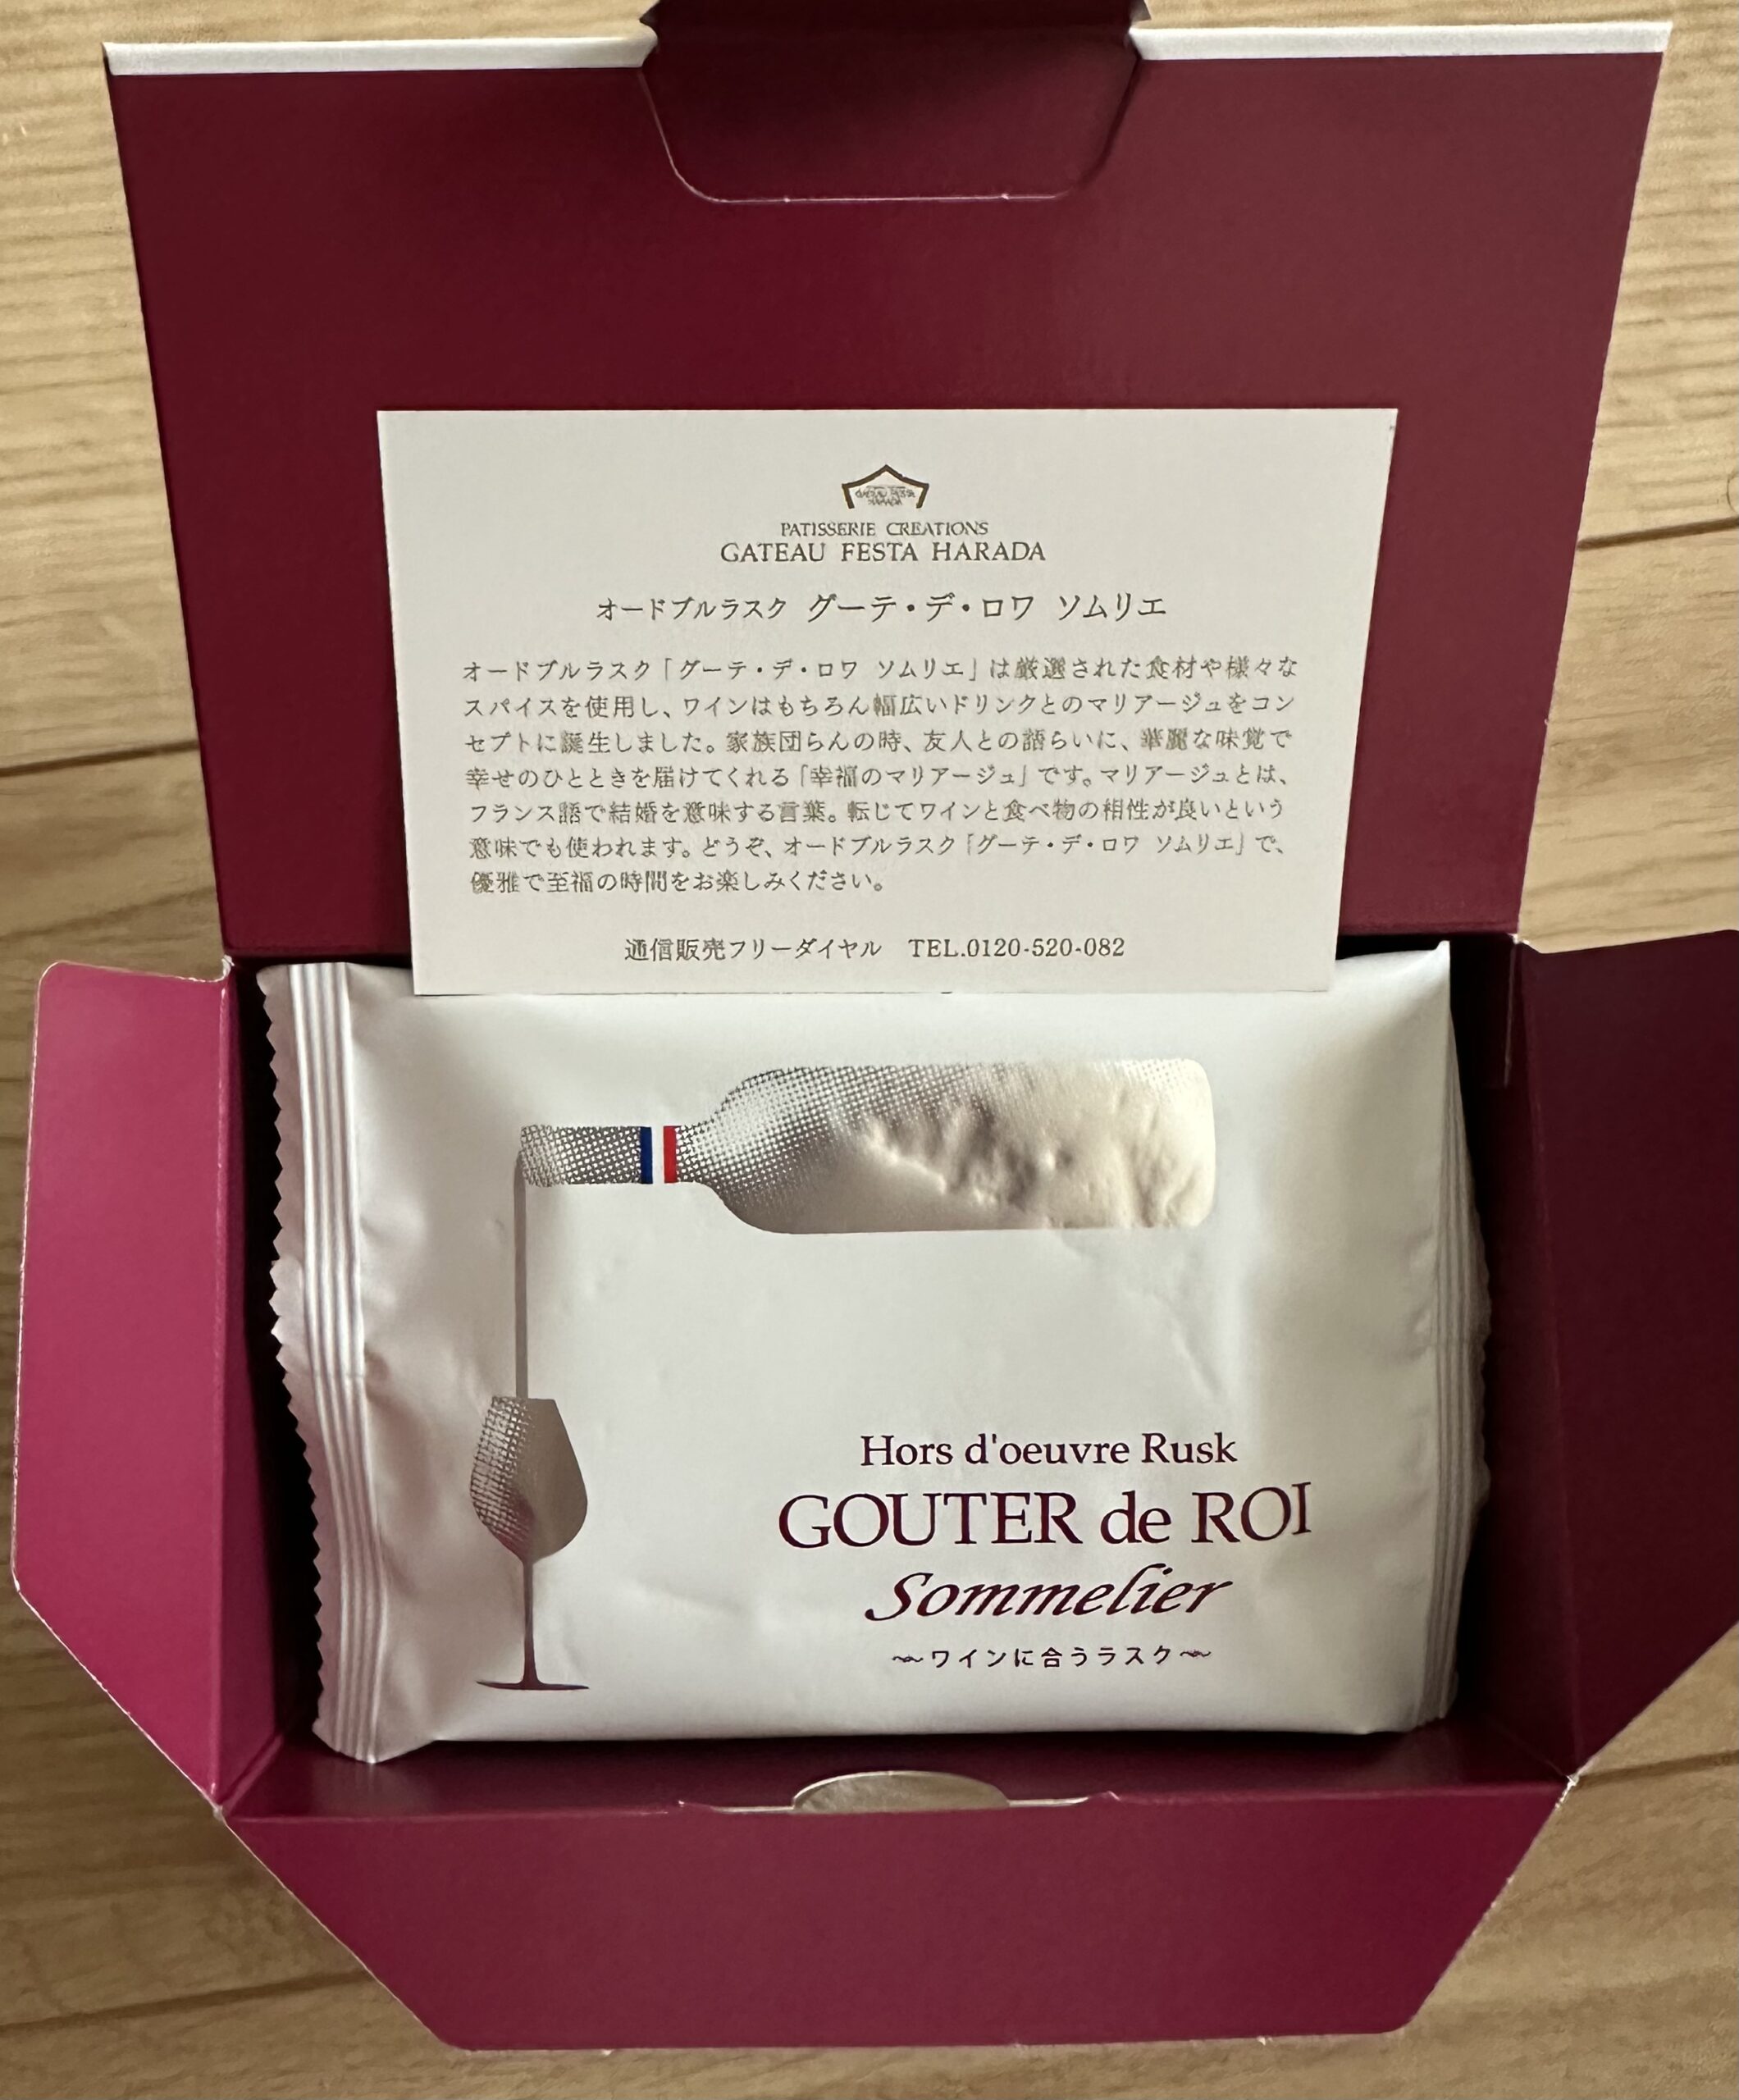 GATEAU FESTA
HARADA
PATISSERIE CREATIONS
GATEAU FESTA HARADA
オードブルラスク グーテ・デ・ロワ ソムリエ
オードブルラスク「グーテ・デ・ロワ ソムリエ」は厳選された食材や様々な
スパイスを使用し、ワインはもちろん幅広いドリンクとのマリアージュをコン
セプトに誕生しました。家族団らんの時、友人との語らいに、華麗な味覚で
幸せのひとときを届けてくれる「幸福のマリアージュ」です。マリアージュとは、
フランス語で結婚を意味する言葉。転じてワインと食べ物の相性が良いという
意味でも使われます。どうぞ、オードブルラスク「グーテ・デ・ロワ ソムリエ」で、
優雅で至福の時間をお楽しみください。
通信販売フリーダイヤル TEL.0120-520-082
Hors d'oeuvre Rusk
GOUTER de ROI
Sommelier
～ワインに合うラスク～